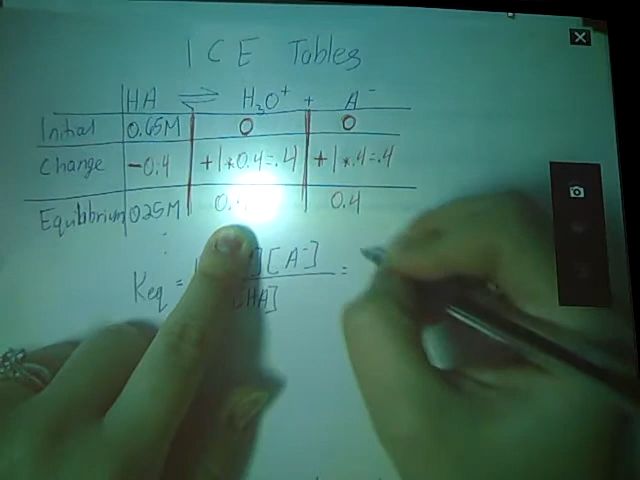 ICE Tables
HA ⇌ H₃O⁺ + A⁻
Initial 0.65M 0 0
Change -0.4 +1*0.4=.4 +1*.4=.4
Equilibrium 025M 0. 0.4
Keq = ][A⁻] =
HA]